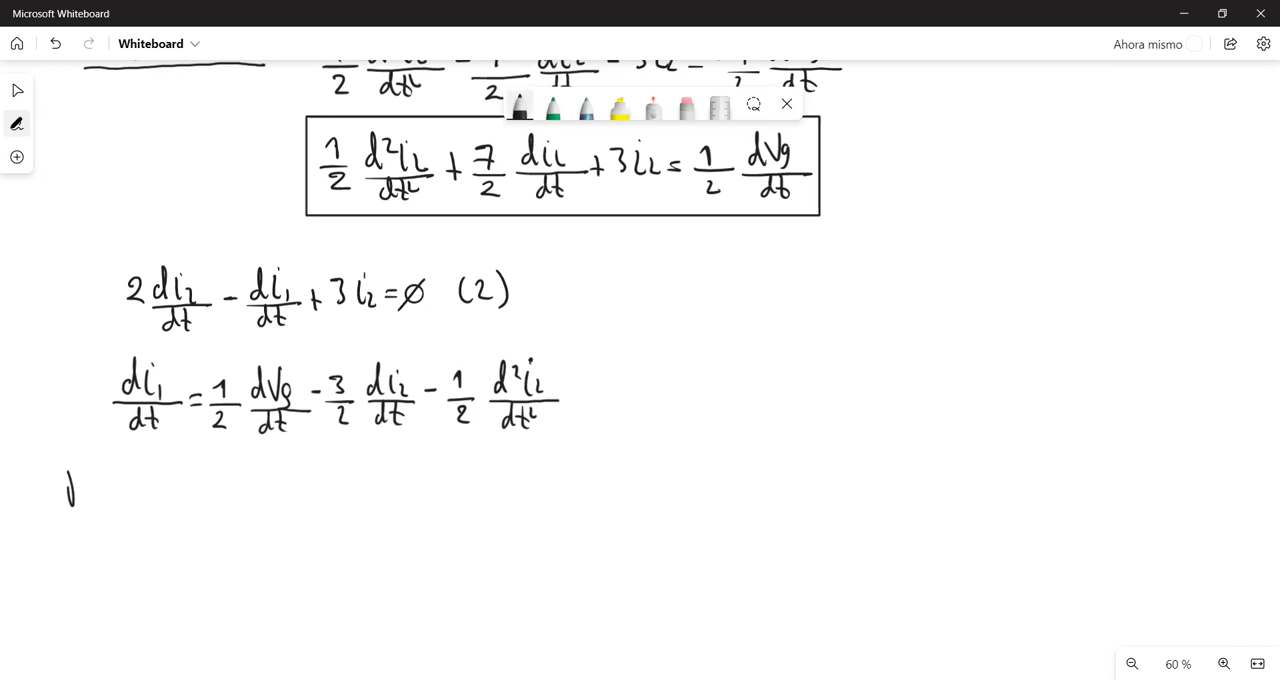 Microsoft Whiteboard
Whiteboard
Ahora mismo
1/2 d²i₂/dt² + 7/2 di₂/dt + 3i₂ = 1/2 dVg/dt
2 di₂/dt - di₁/dt + 3i₂ = ∅ (2)
di₁/dt = 1/2 dVg/dt - 3/2 di₂/dt - 1/2 d²i₂/dt²
60 %